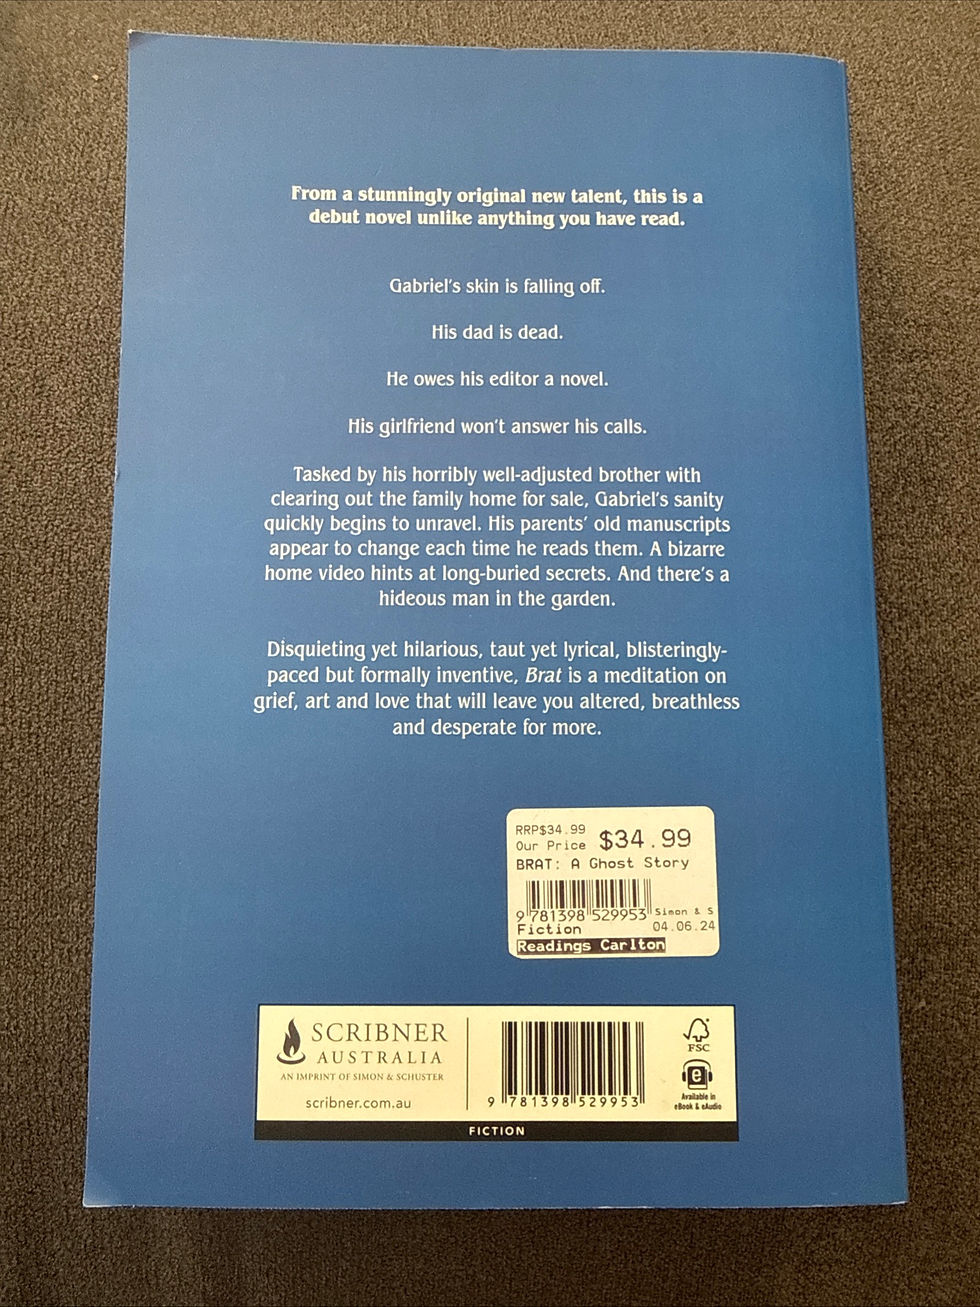 From a stunningly original new talent, this is a
debut novel unlike anything you have read.
Gabriel's skin is falling off.
His dad is dead.
He owes his editor a novel.
His girlfriend won't answer his calls.
Tasked by his horribly well-adjusted brother with
clearing out the family home for sale, Gabriel's sanity
quickly begins to unravel. His parents' old manuscripts
appear to change each time he reads them. A bizarre
home video hints at long-buried secrets. And there's a
hideous man in the garden.
Disquieting yet hilarious, taut yet lyrical, blisteringly-
paced but formally inventive, Brat is a meditation on
grief, art and love that will leave you altered, breathless
and desperate for more.
RRP$34.99
Our Price $34.99
BRAT: A Ghost Story
9 781398 529953 Simon & S
Fiction 04.06.24
Readings Carlton
SCRIBNER
AUSTRALIA
AN IMPRINT OF SIMON & SCHUSTER
scribner.com.au
9 781398 529953
FSC
e
Available in
eBook & eAudio
FICTION